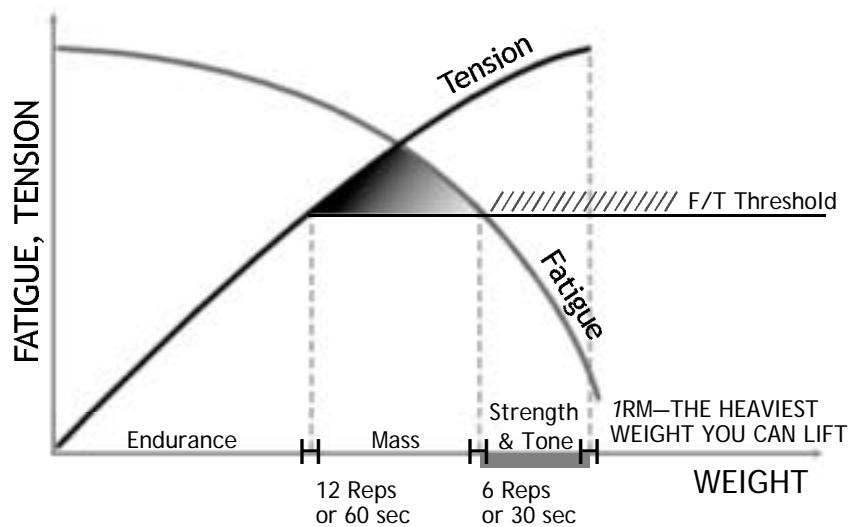 FATIGUE, TENSION
Tension
F/T Threshold
Fatigue
Endurance
Mass
Strength
& Tone
1RM—THE HEAVIEST
WEIGHT YOU CAN LIFT
WEIGHT
12 Reps
or 60 sec
6 Reps
or 30 sec